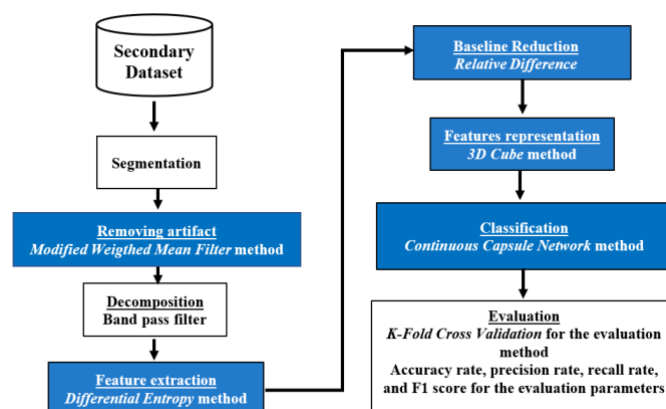 Secondary
Dataset
Segmentation
Removing artifact
Modified Weigthed Mean Filter method
Decomposition
Band pass filter
Feature extraction
Differential Entropy method
Baseline Reduction
Relative Difference
Features representation
3D Cube method
Classification
Continuous Capsule Network method
Evaluation
K-Fold Cross Validation for the evaluation
method
Accuracy rate, precision rate, recall rate,
and F1 score for the evaluation parameters